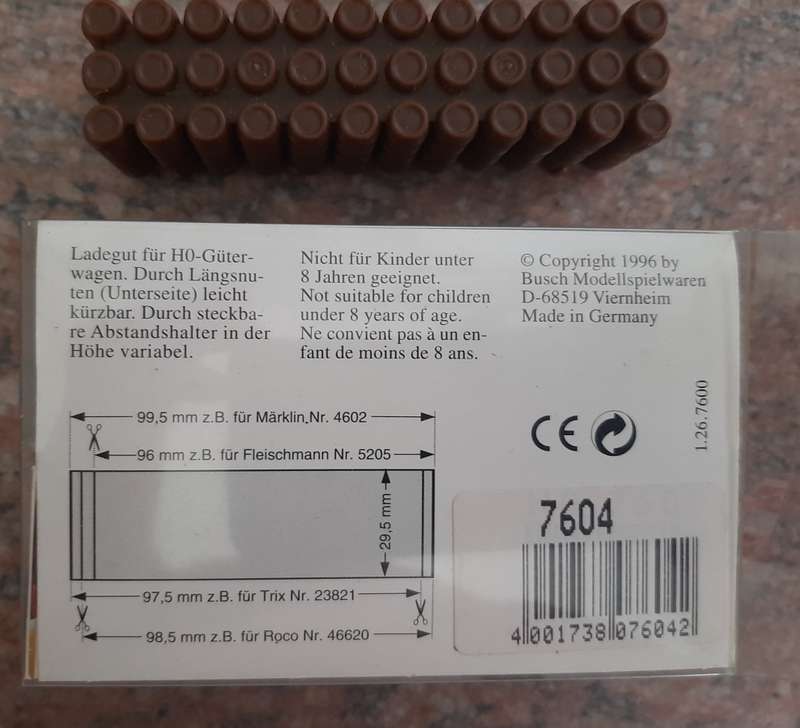 Ladegut für H0-Güter-
wagen. Durch Längsnu-
ten (Unterseite) leicht
kürzbar. Durch steckba-
re Abstandshalter in der
Höhe variabel.
Nicht für Kinder unter
8 Jahren geeignet.
Not suitable for children
under 8 years of age.
Ne convient pas à un en-
fant de moins de 8 ans.
© Copyright 1996 by
Busch Modellspielwaren
D-68519 Viernheim
Made in Germany
99,5 mm z.B. für Märklin Nr. 4602
96 mm z.B. für Fleischmann Nr. 5205
29,5 mm
97,5 mm z.B. für Trix Nr. 23821
98,5 mm z.B. für Roco Nr. 46620
CE
1.26.7600
7604
4 001738 076042